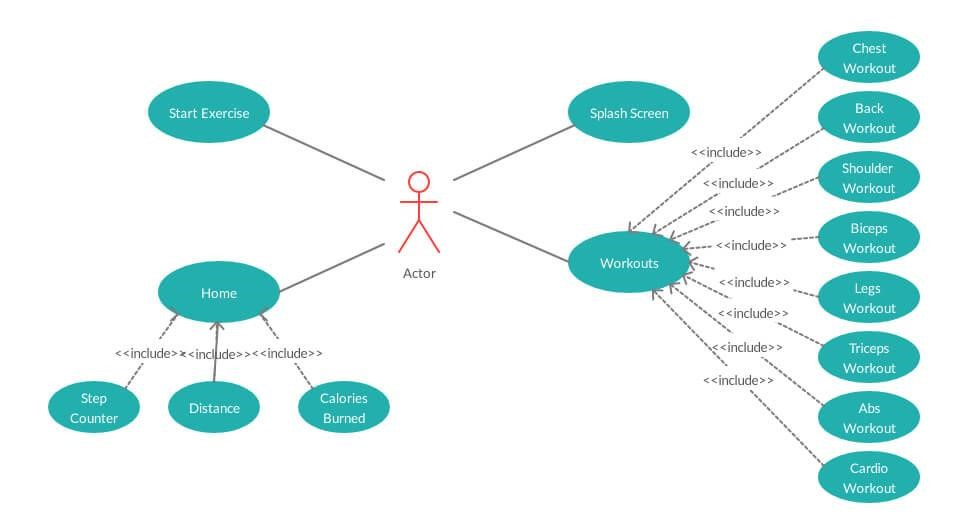 Chest
Workout
Start Exercise
Splash Screen
Back
Workout
<<include>>
Shoulder
Workout
<<include>>
<<include>>
Biceps
Workout
<<include>>
Actor
Workouts
Home
Legs
Workout
<<include>>
<<include>>
Triceps
Workout
<<include>>
<<include>>
<<include>>
<<include>>
<<include>>
Step
Counter
Distance
Calories
Burned
Abs
Workout
Cardio
Workout